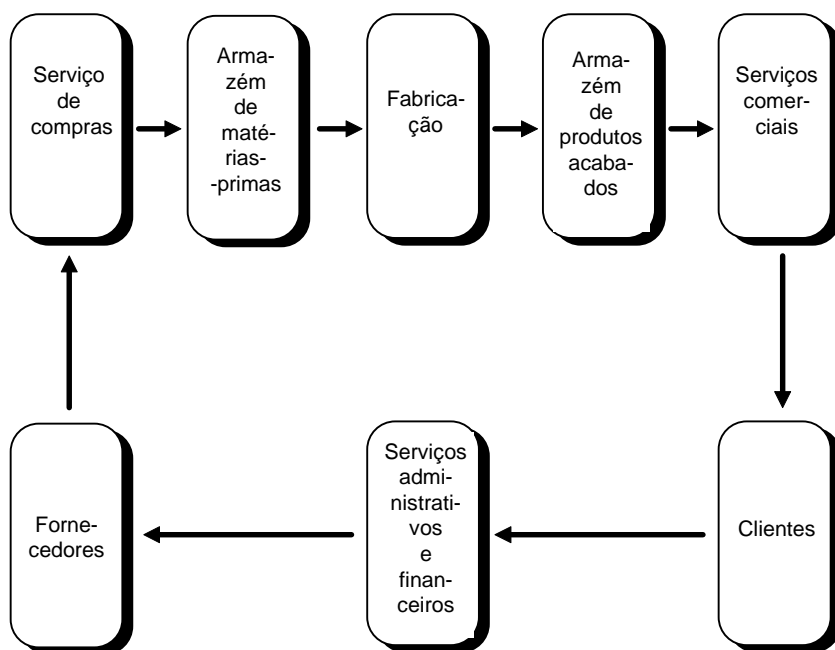 Serviço
de
compras
Arma-
zém
de
maté-
rias-
-primas
Fabrica-
ção
Arma-
zém
de
produtos
acaba-
dos
Serviços
comer-
ciais
Forne-
cedores
Serviços
admi-
nistrati-
vos
e
finan-
ceiros
Clientes